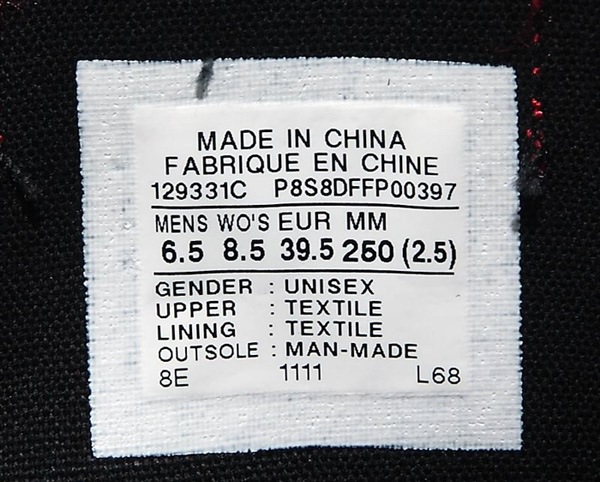 MADE IN CHINA
FABRIQUE EN CHINE
129331C P8S8DFFP00397
MENS WO'S EUR MM
6.5 8.5 39.5 260 (2.5)
GENDER : UNISEX
UPPER : TEXTILE
LINING : TEXTILE
OUTSOLE : MAN-MADE
8E 1111 L68